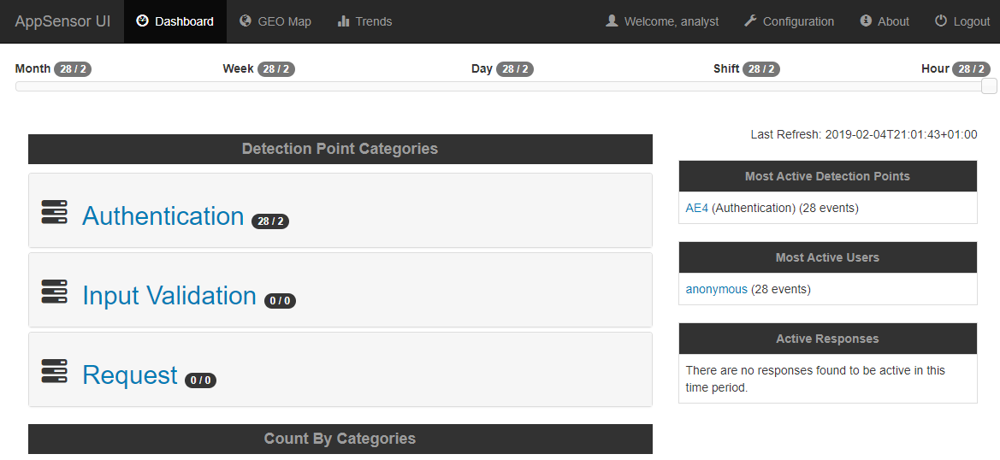 AppSensor UI Dashboard GEO Map Trends Welcome, analyst Configuration About Logout
Month 28 / 2 Week 28 / 2 Day 28 / 2 Shift 28 / 2 Hour 28 / 2
Last Refresh: 2019-02-04T21:01:43+01:00
Detection Point Categories
Authentication 28 / 2
Input Validation 0 / 0
Request 0 / 0
Count By Categories
Most Active Detection Points
AE4 (Authentication) (28 events)
Most Active Users
anonymous (28 events)
Active Responses
There are no responses found to be active in this
time period.